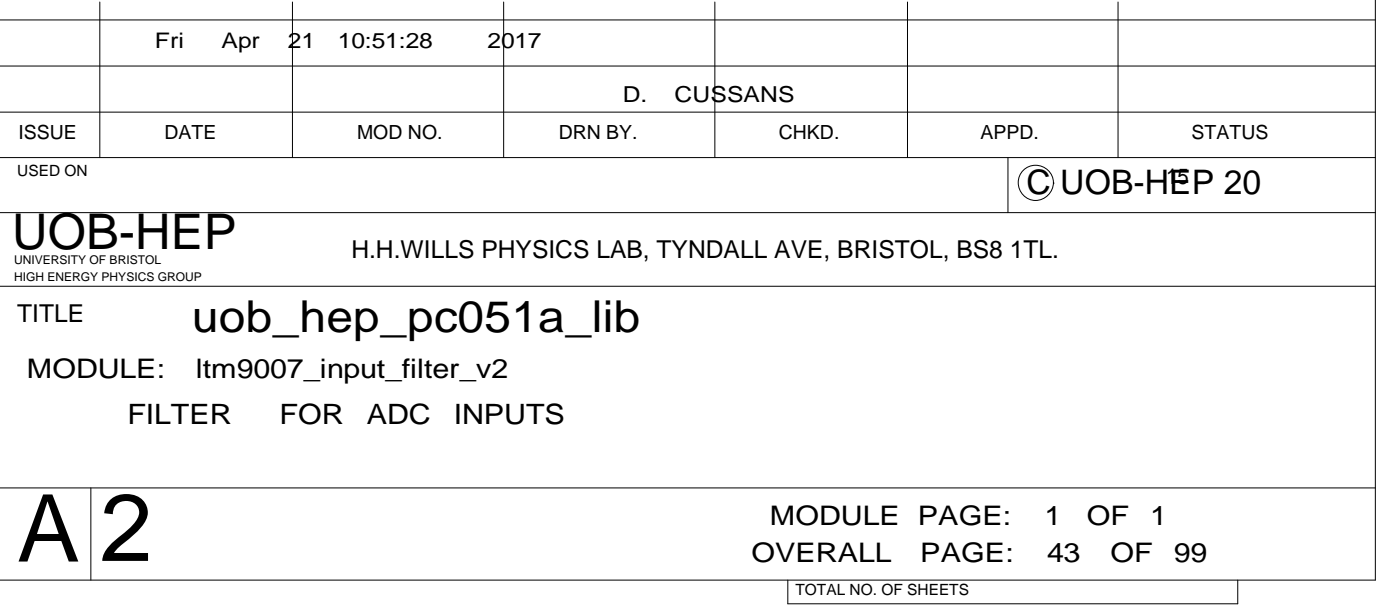 Fri Apr 21 10:51:28 2017
D. CUSSANS
ISSUE DATE MOD NO. DRN BY. CHKD. APPD. STATUS
USED ON
© UOB-HEP 20 15
UOB-HEP
UNIVERSITY OF BRISTOL
HIGH ENERGY PHYSICS GROUP
H.H.WILLS PHYSICS LAB, TYNDALL AVE, BRISTOL, BS8 1TL.
TITLE uob_hep_pc051a_lib
MODULE: ltm9007_input_filter_v2
FILTER FOR ADC INPUTS
A 2
MODULE PAGE: 1 OF 1
OVERALL PAGE: 43 OF 99
TOTAL NO. OF SHEETS